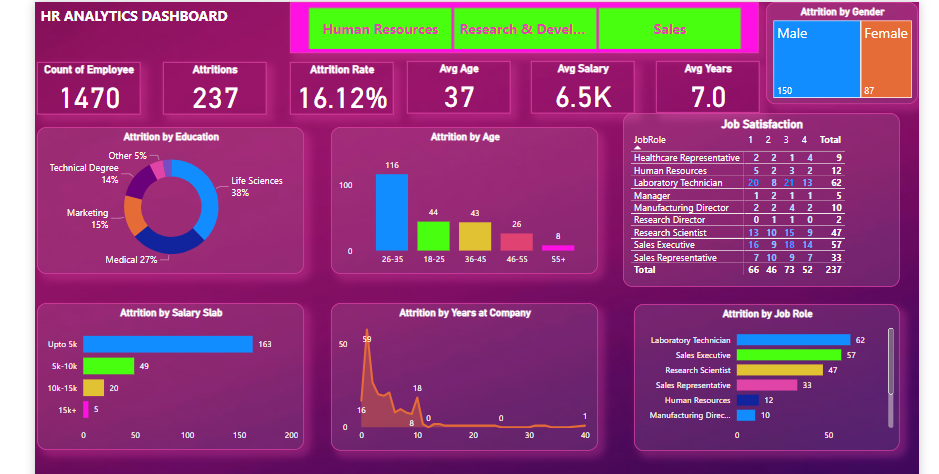 HR ANALYTICS DASHBOARD
Human Resources
Research & Devel...
Sales
Attrition by Gender
Male
Female
150
87
Count of Employee
1470
Attritions
237
Attrition Rate
16.12%
Avg Age
37
Avg Salary
6.5K
Avg Years
7.0
Attrition by Education
Other 5%
Technical Degree
14%
Life Sciences
38%
Marketing
15%
Medical 27%
Attrition by Age
116
100
44
43
26
8
0
26-35 18-25 36-45 46-55 55+
Job Satisfaction
JobRole 1 2 3 4 Total
Healthcare Representative 2 2 1 4 9
Human Resources 5 2 3 2 12
Laboratory Technician 20 8 21 13 62
Manager 1 2 1 1 5
Manufacturing Director 2 2 4 2 10
Research Director 0 1 1 0 2
Research Scientist 13 10 15 9 47
Sales Executive 16 9 18 14 57
Sales Representative 7 10 9 7 33
Total 66 46 73 52 237
Attrition by Salary Slab
Upto 5k 163
5k-10k 49
10k-15k 20
15k+ 5
0 50 100 150 200
Attrition by Years at Company
50
59
16
18
8
0
0
1
0
0 10 20 30 40
Attrition by Job Role
Laboratory Technician 62
Sales Executive 57
Research Scientist 47
Sales Representative 33
Human Resources 12
Manufacturing Direc... 10
0 50